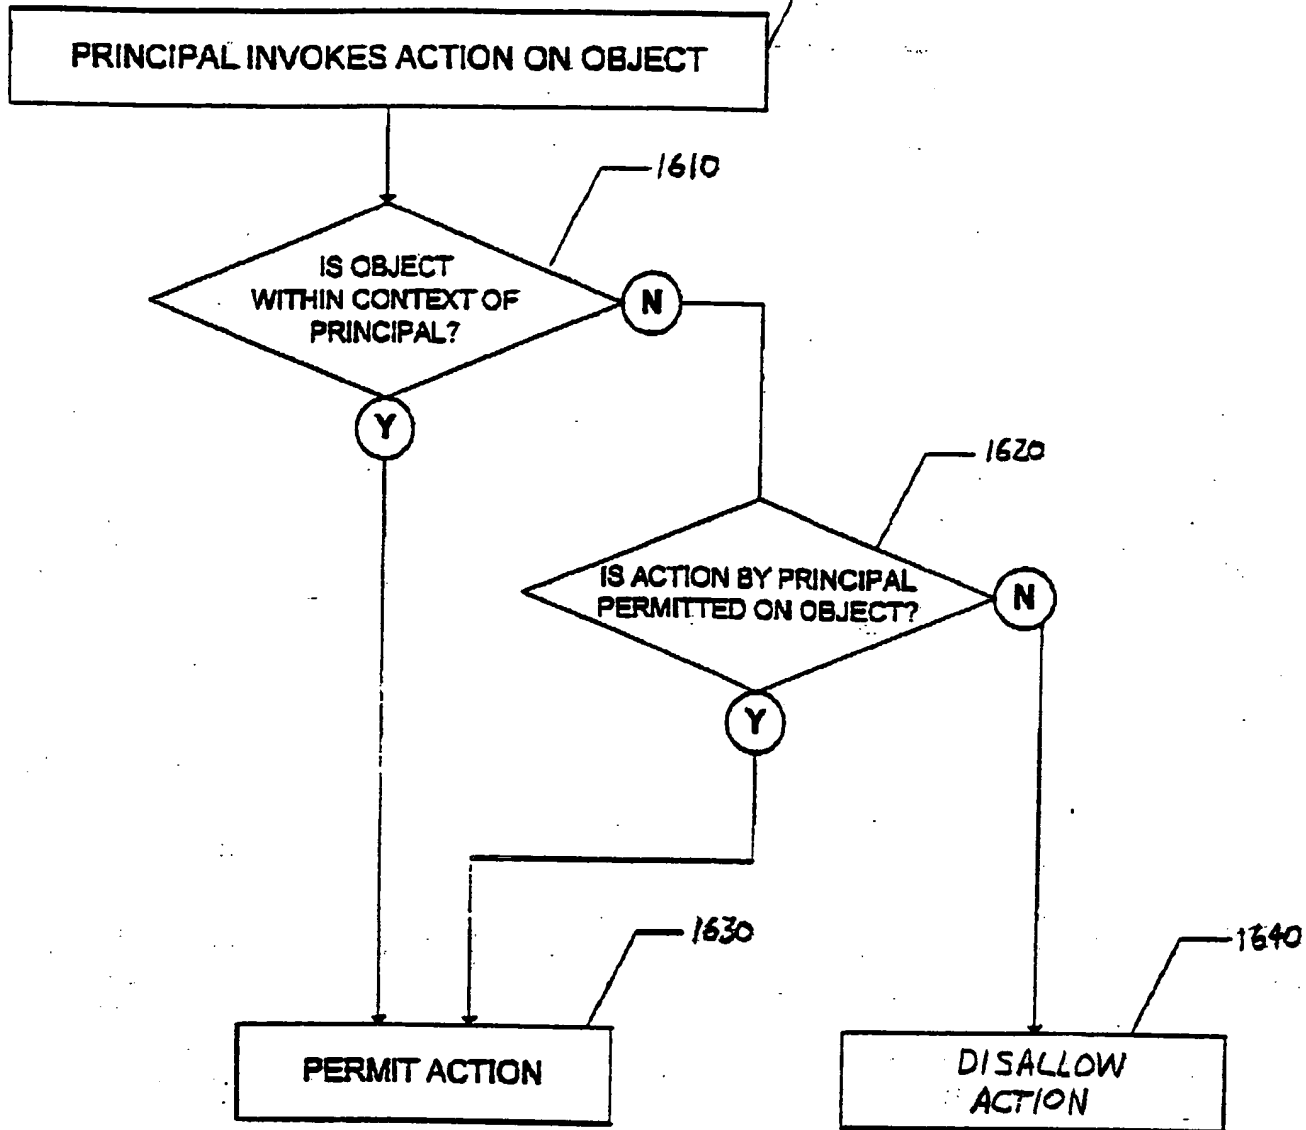 PRINCIPAL INVOKES ACTION ON OBJECT
1610
IS OBJECT
WITHIN CONTEXT OF
PRINCIPAL?
N
Y
1620
IS ACTION BY PRINCIPAL
PERMITTED ON OBJECT?
N
Y
1630
1640
PERMIT ACTION
DISALLOW
ACTION